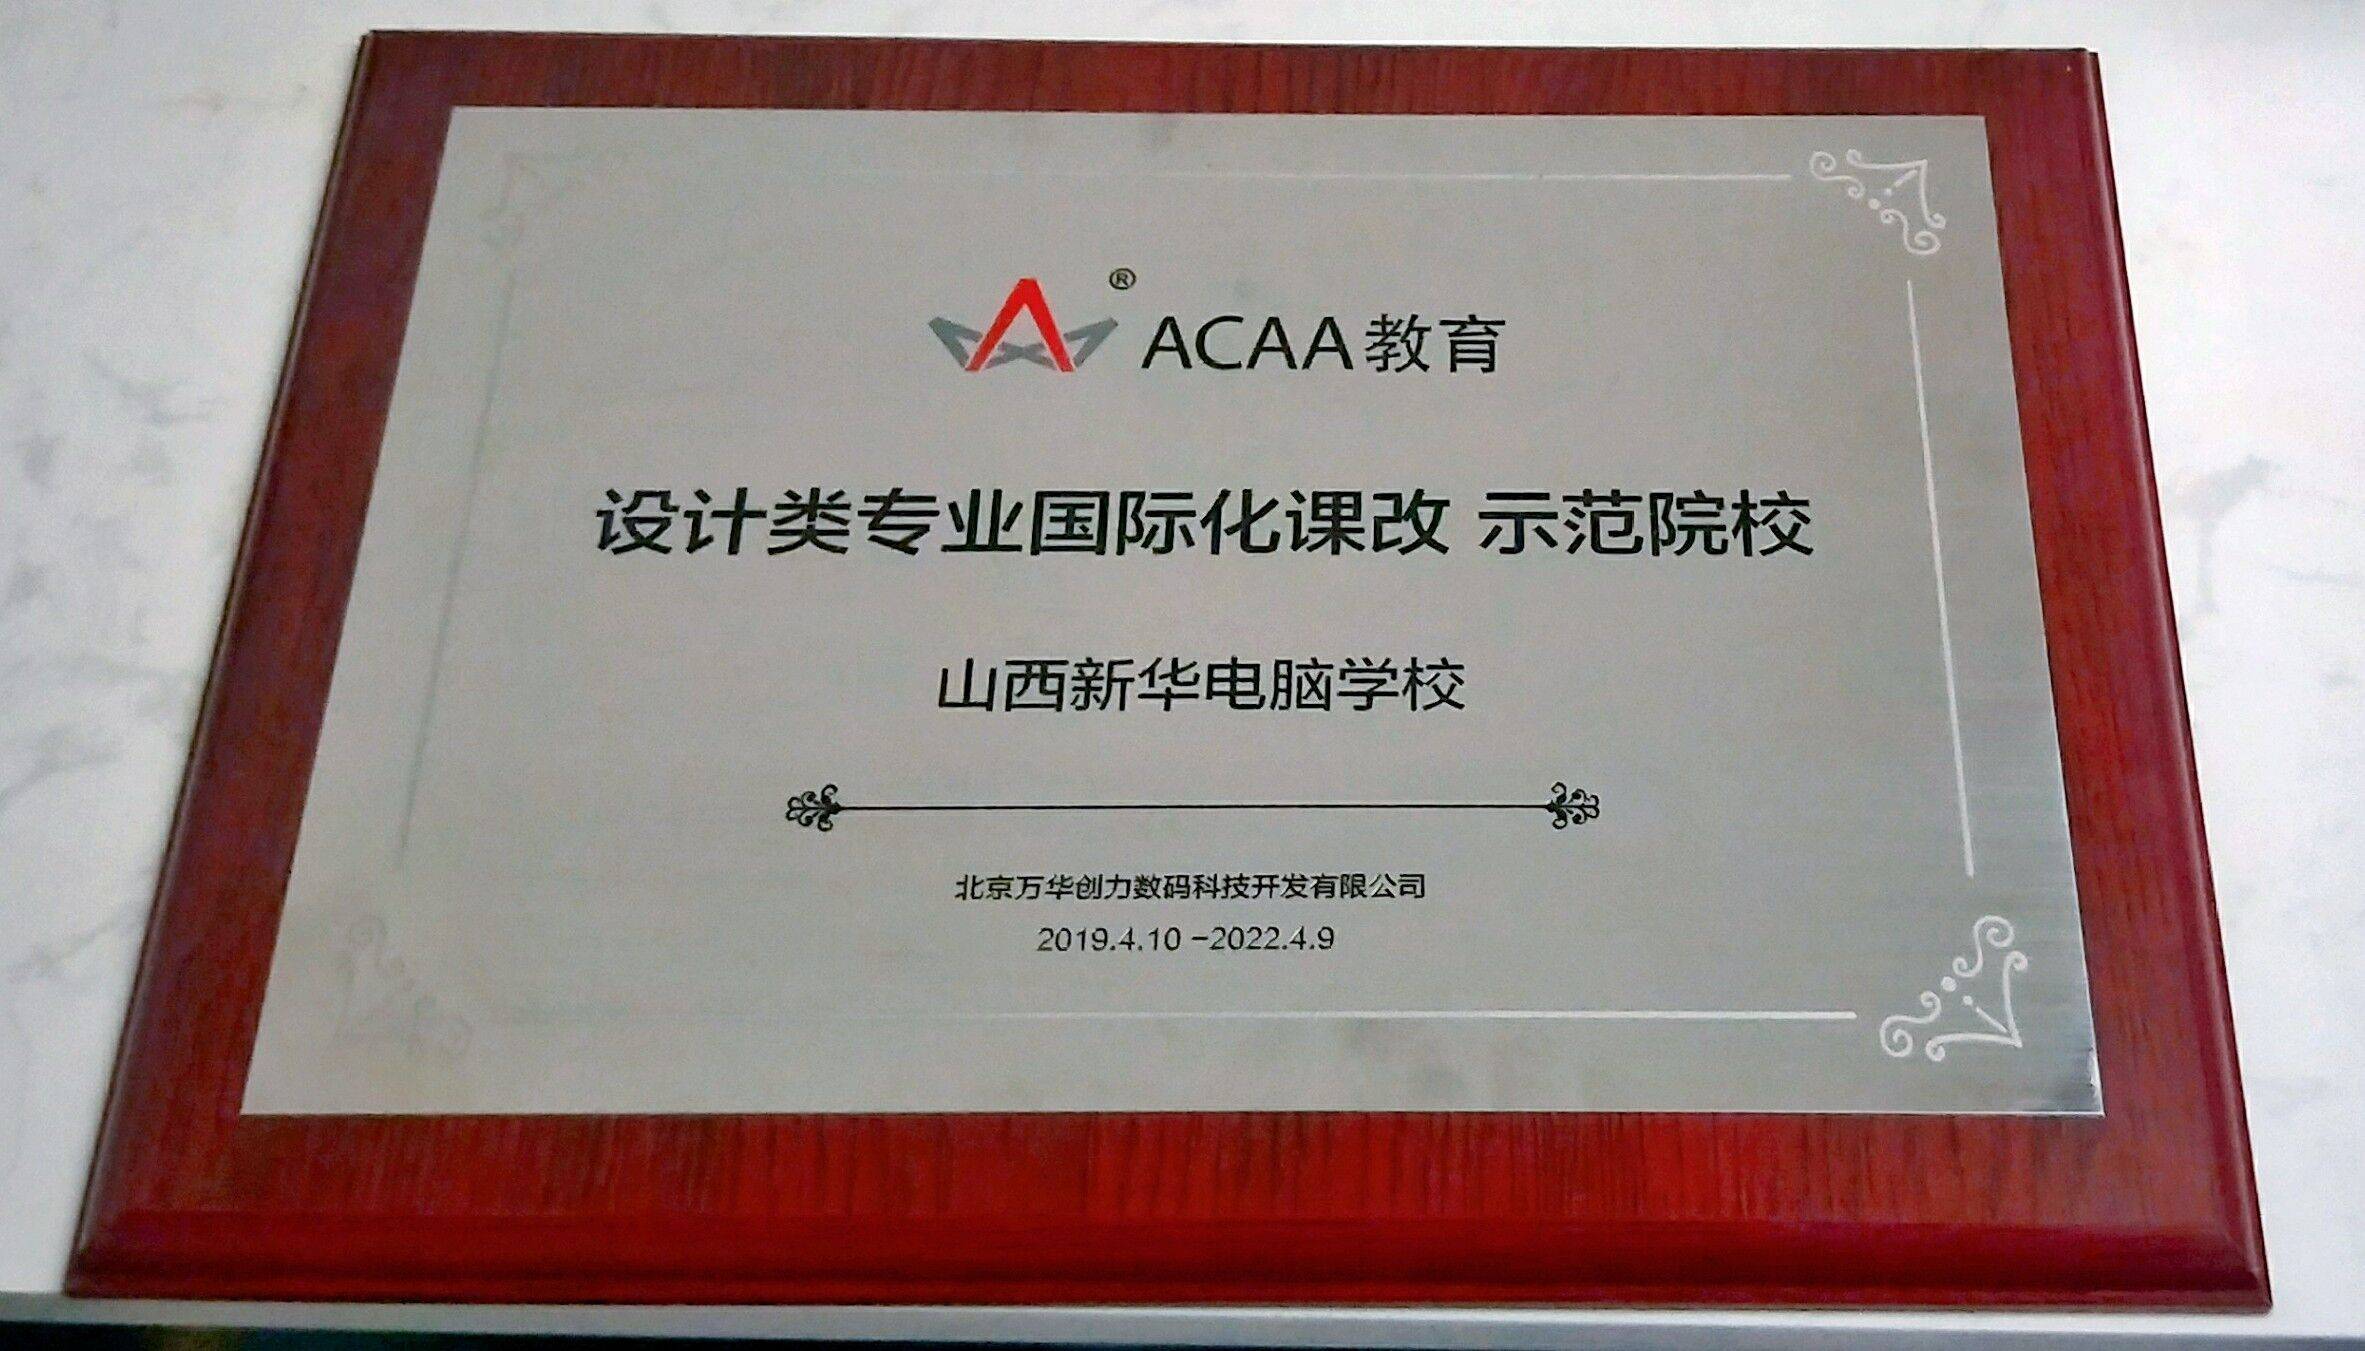 ® ACAA教育
设计类专业国际化课改 示范院校
山西新华电脑学校
北京万华创力数码科技开发有限公司
2019.4.10 -2022.4.9